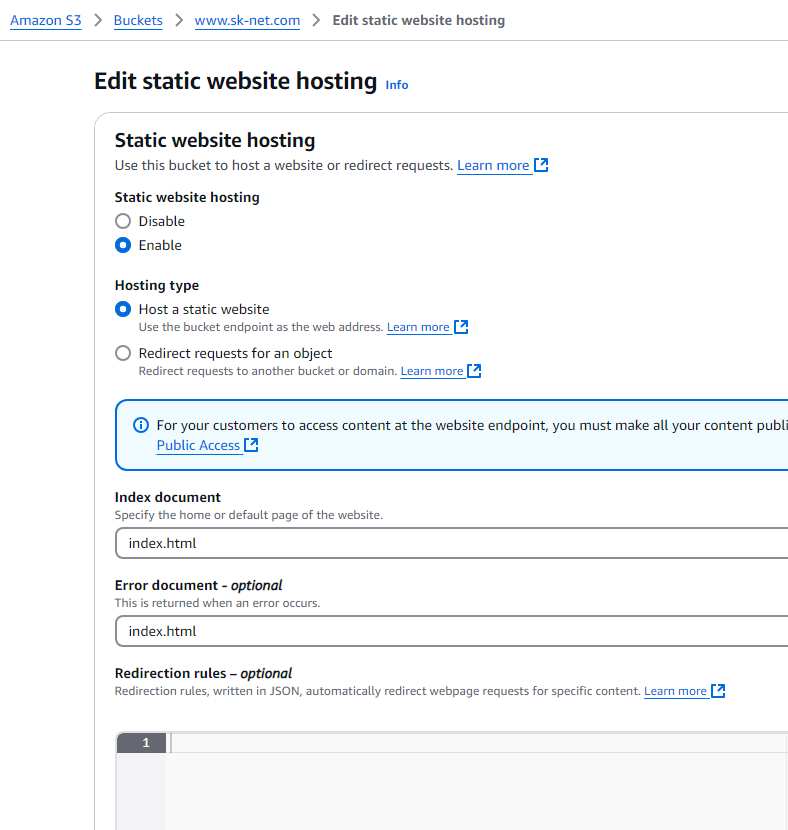 Amazon S3 > Buckets > www.sk-net.com > Edit static website hosting
Edit static website hosting Info
Static website hosting
Use this bucket to host a website or redirect requests. Learn more
Static website hosting
Disable
Enable
Hosting type
Host a static website
Use the bucket endpoint as the web address. Learn more
Redirect requests for an object
Redirect requests to another bucket or domain. Learn more
For your customers to access content at the website endpoint, you must make all your content publi
Public Access
Index document
Specify the home or default page of the website.
index.html
Error document - optional
This is returned when an error occurs.
index.html
Redirection rules – optional
Redirection rules, written in JSON, automatically redirect webpage requests for specific content. Learn more
1